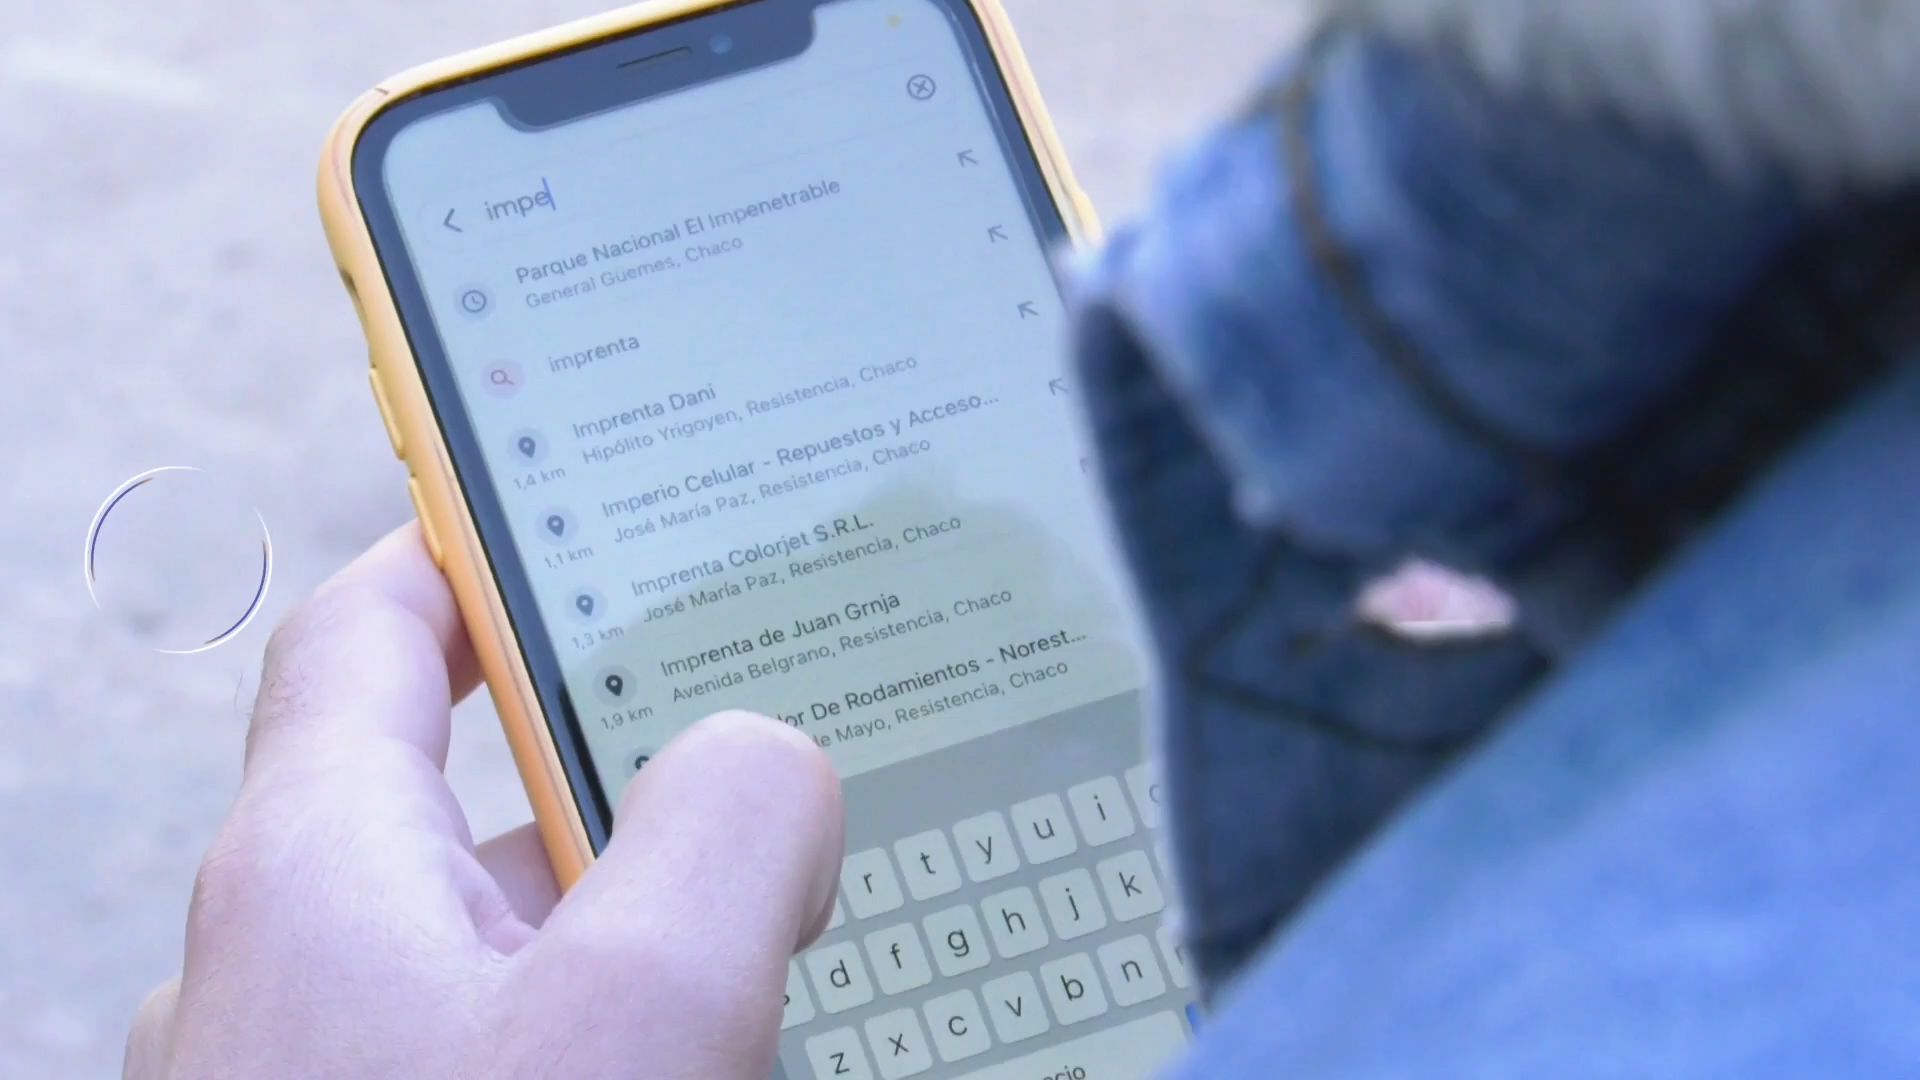 impe
Parque Nacional El Impenetrable
General Güemes, Chaco
imprenta
Imprenta Dani
Hipólito Yrigoyen, Resistencia, Chaco
1,4 km
Imperio Celular - Repuestos y Acceso...
José María Paz, Resistencia, Chaco
1,1 km
Imprenta Colorjet S.R.L.
José María Paz, Resistencia, Chaco
1,3 km
Imprenta de Juan Grnja
Avenida Belgrano, Resistencia, Chaco
1,9 km
De Rodamientos - Norest...
de Mayo, Resistencia, Chaco
r t y u i
d f g h j k
z x c v b n